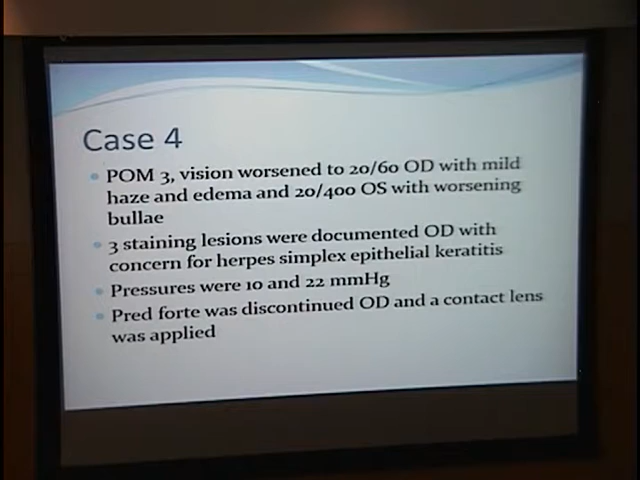 Case 4
POM 3, vision worsened to 20/60 OD with mild
haze and edema and 20/400 OS with worsening
bullae
3 staining lesions were documented OD with
concern for herpes simplex epithelial keratitis
Pressures were 10 and 22 mmHg
Pred forte was discontinued OD and a contact lens
was applied